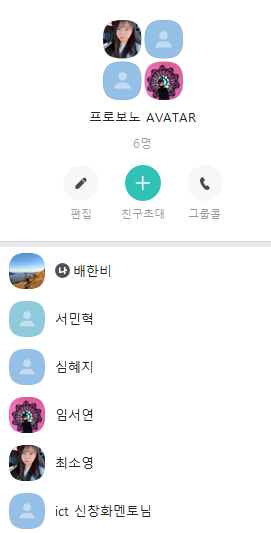 프로보노 AVATAR
6명
편집
친구초대
그룹콜
나 배한비
서민혁
심혜지
임서연
최소영
ict 신창화멘토님